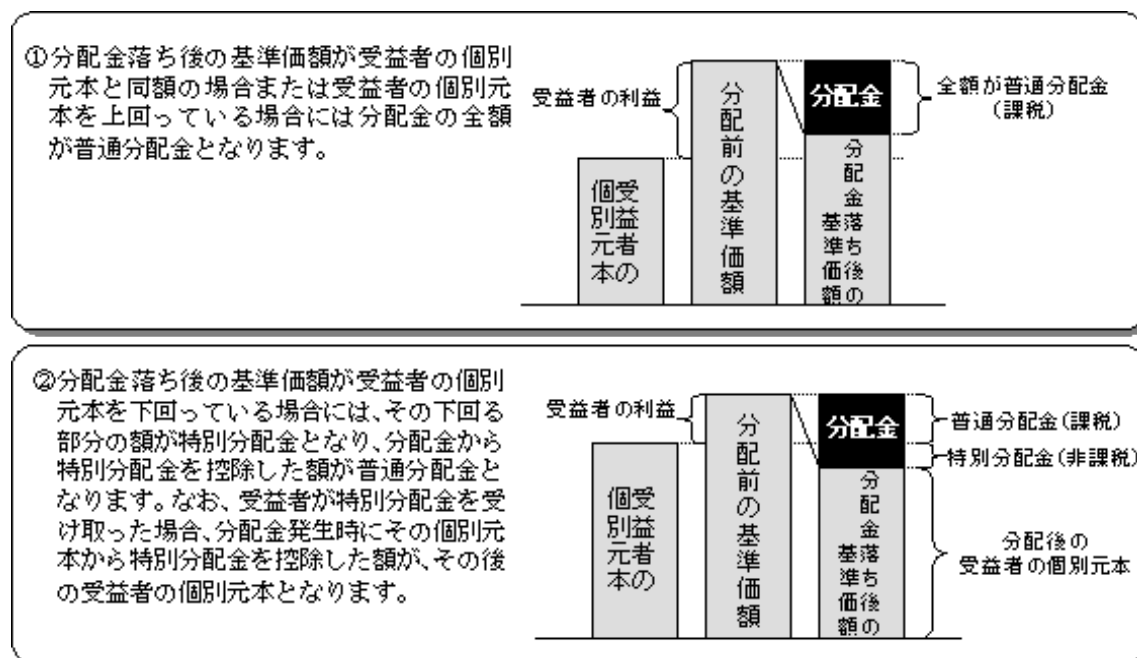 ①分配金落ち後の基準価額が受益者の個別
元本と同額の場合または受益者の個別元
本を上回っている場合には分配金の全額
が普通分配金となります。
受益者の利益
受益者の
個別元本
分配前の基準価額
分配金
分配金落ち後の
基準価額
全額が普通分配金
(課税)
②分配金落ち後の基準価額が受益者の個別
元本を下回っている場合には、その下回る
部分の額が特別分配金となり、分配金から
特別分配金を控除した額が普通分配金と
なります。なお、受益者が特別分配金を受
け取った場合、分配金発生時にその個別元
本から特別分配金を控除した額が、その後
の受益者の個別元本となります。
受益者の利益
受益者の
個別元本
分配前の基準価額
分配金
分配金落ち後の
基準価額
普通分配金(課税)
特別分配金(非課税)
分配後の
受益者の個別元本